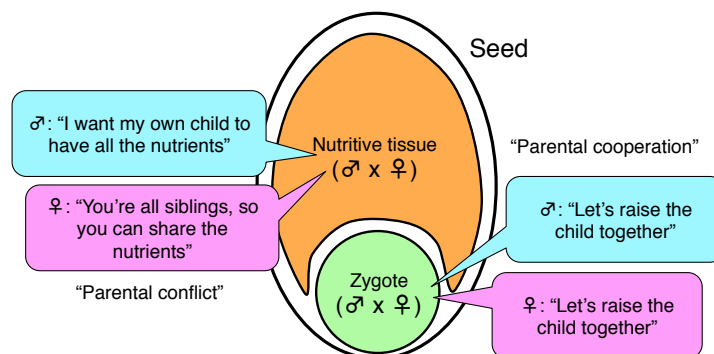 Seed
♂: “I want my own child to
have all the nutrients”
Nutritive tissue
(♂ x ♀)
“Parental cooperation”
♀: “You’re all siblings, so
you can share the
nutrients”
♂: “Let’s raise the
child together”
“Parental conflict”
Zygote
(♂ x ♀)
♀: “Let’s raise the
child together”